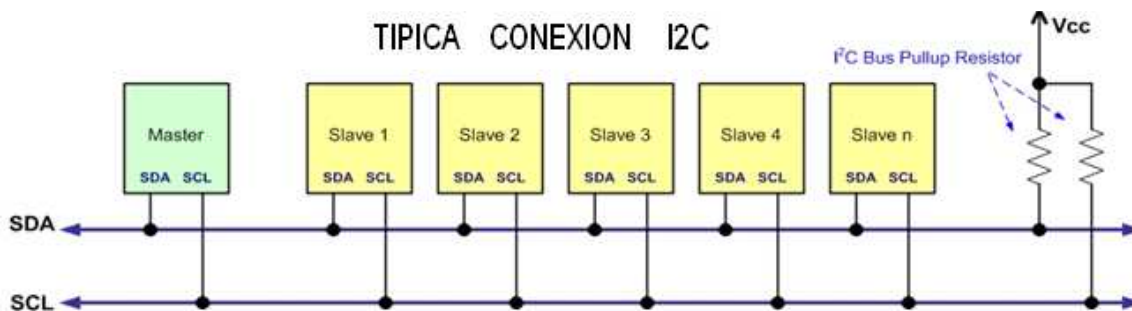 TIPICA CONEXION I2C
Vcc
I²C Bus Pullup Resistor
Master
Slave 1
Slave 2
Slave 3
Slave 4
Slave n
SDA SCL
SDA SCL
SDA SCL
SDA SCL
SDA SCL
SDA SCL
SDA
SCL